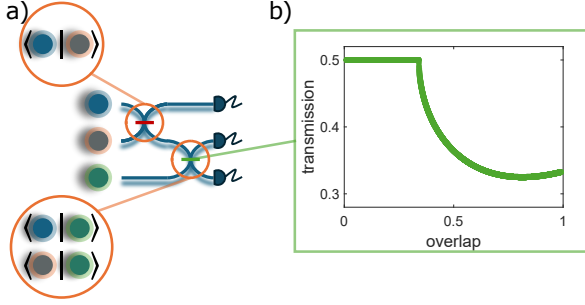 a)
b)
⟨ | ⟩
0.5
0.4
0.3
transmission
0
0.5
1
overlap
⟨ | ⟩
⟨ | ⟩